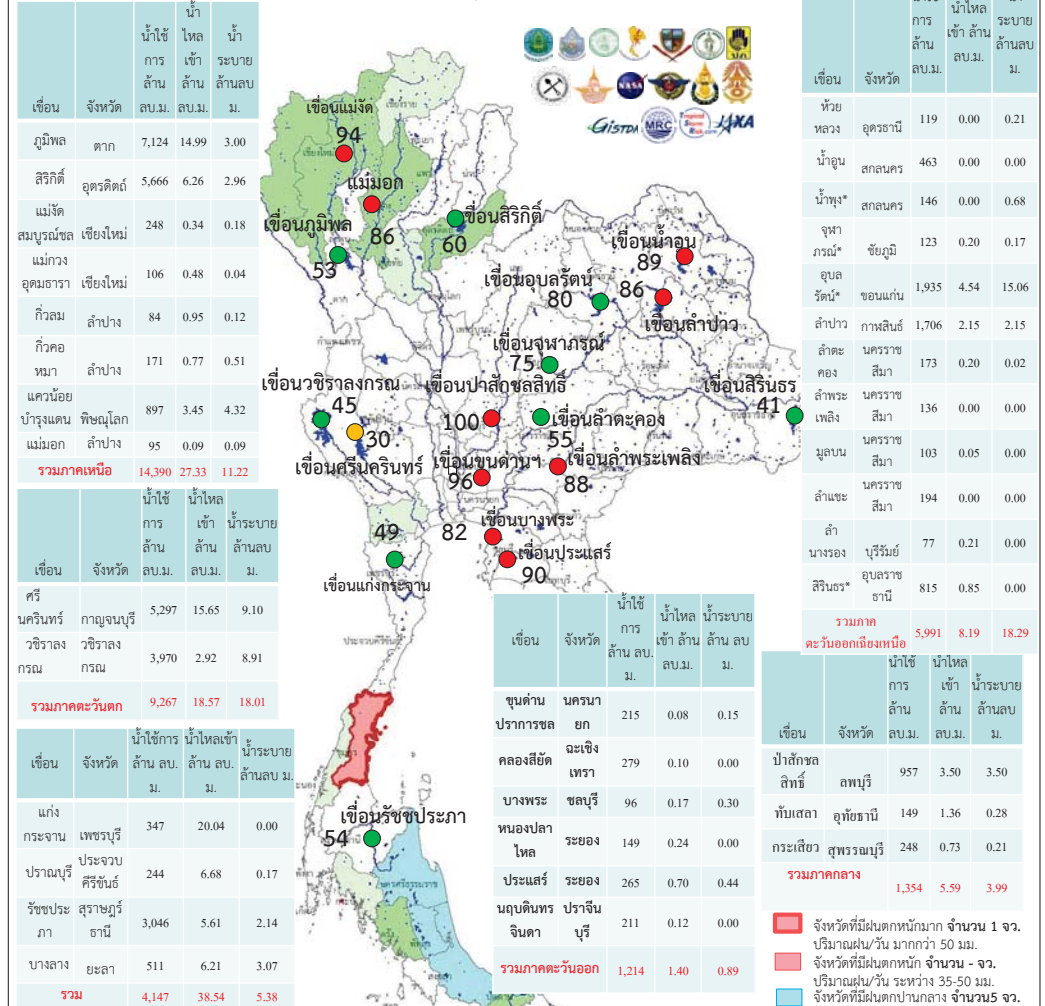 เขื่อน จังหวัด น้ำใช้การ ล้าน ลบ.ม. น้ำไหลเข้า ล้าน ลบ.ม. น้ำระบาย ล้านลบ ม.
ภูมิพล ตาก 7,124 14.99 3.00
สิริกิติ์ อุตรดิตถ์ 5,666 6.26 2.96
แม่งัดสมบูรณ์ชล เชียงใหม่ 248 0.34 0.18
แม่กวงอุดมธารา เชียงใหม่ 106 0.48 0.04
กิ่วลม ลำปาง 84 0.95 0.12
กิ่วคอหมา ลำปาง 171 0.77 0.51
แควน้อยบำรุงแดน พิษณุโลก 897 3.45 4.32
แม่มอก ลำปาง 95 0.09 0.09
รวมภาคเหนือ 14,390 27.33 11.22
เขื่อน จังหวัด น้ำใช้การ ล้าน ลบ.ม. น้ำไหลเข้า ล้าน ลบ.ม. น้ำระบาย ล้านลบ ม.
ศรีนครินทร์ กาญจนบุรี 5,297 15.65 9.10
วชิราลงกรณ วชิราลงกรณ 3,970 2.92 8.91
รวมภาคตะวันตก 9,267 18.57 18.01
เขื่อน จังหวัด น้ำใช้การ ล้าน ลบ. ม. น้ำไหลเข้า ล้าน ลบ. ม. น้ำระบาย ล้านลบ ม.
แก่งกระจาน เพชรบุรี 347 20.04 0.00
ปราณบุรี ประจวบคีรีขันธ์ 244 6.68 0.17
รัชชประภา สุราษฎร์ธานี 3,046 5.61 2.14
บางลาง ยะลา 511 6.21 3.07
รวม 4,147 38.54 5.38
NASA
GISTDA MRC Tropical Storm Risk.com JAXA
เขื่อนแม่งัด
94
แม่มอก
86
เขื่อนภูมิพล
53
ขื่อนสิริกิติ์
60
เขื่อนน้ำอูน
89
เขื่อนอุบลรัตน์
80
86
เขื่อนลำปาว
เขื่อนจุฬาภรณ์
75
เขื่อนวชิราลงกรณ
45
30
เขื่อนศรีนครินทร์
เขื่อนป่าสักชลสิทธิ์
100
เขื่อนลำตะคอง
55
เขื่อนสิรินธร
41
เขื่อนขุนด่านฯ
96
เขื่อนลำพระเพลิง
88
49
เขื่อนแก่งกระจาน
82
เขื่อนบางพระ
เขื่อนประแสร์
90
ประจวบคีรีขันธ์
เขื่อนรัชชประภา
54
นครศรีธรรมราช
เขื่อน จังหวัด น้ำใช้การ ล้าน ลบ. ม. น้ำไหลเข้า ล้าน ลบ.ม. น้ำระบาย ล้าน ลบ ม.
ขุนด่านปราการชล นครนายก 215 0.08 0.15
คลองสียัด ฉะเชิงเทรา 279 0.10 0.00
บางพระ ชลบุรี 96 0.17 0.30
หนองปลาไหล ระยอง 149 0.24 0.00
ประแสร์ ระยอง 265 0.70 0.44
นฤบดินทรจินดา ปราจีนบุรี 211 0.12 0.00
รวมภาคตะวันออก 1,214 1.40 0.89
เขื่อน จังหวัด การ ล้าน ลบ.ม. น้ำไหลเข้า ล้าน ลบ.ม. ระบาย ล้านลบ ม.
ห้วยหลวง อุดรธานี 119 0.00 0.21
น้ำอูน สกลนคร 463 0.00 0.00
น้ำพุง* สกลนคร 146 0.00 0.68
จุฬาภรณ์* ชัยภูมิ 123 0.20 0.17
อุบลรัตน์* ขอนแก่น 1,935 4.54 15.06
ลำปาว กาฬสินธ์ 1,706 2.15 2.15
ลำตะคอง นครราชสีมา 173 0.20 0.02
ลำพระเพลิง นครราชสีมา 136 0.00 0.00
มูลบน นครราชสีมา 103 0.05 0.00
ลำแชะ นครราชสีมา 194 0.00 0.00
ลำนางรอง บุรีรัมย์ 77 0.21 0.00
สิรินธร* อุบลราชธานี 815 0.85 0.00
รวมภาคตะวันออกเฉียงเหนือ 5,991 8.19 18.29
เขื่อน จังหวัด น้ำใช้การ ล้าน ลบ.ม. น้ำไหลเข้า ล้าน ลบ.ม. น้ำระบาย ล้านลบ ม.
ป่าสักชลสิทธิ์ ลพบุรี 957 3.50 3.50
ทับเสลา อุทัยธานี 149 1.36 0.28
กระเสียว สุพรรณบุรี 248 0.73 0.21
รวมภาคกลาง 1,354 5.59 3.99
จังหวัดที่มีฝนตกหนักมาก จำนวน 1 จว.
ปริมาณฝน/วัน มากกว่า 50 มม.
จังหวัดที่มีฝนตกหนัก จำนวน - จว.
ปริมาณฝน/วัน ระหว่าง 35-50 มม.
จังหวัดที่มีฝนตกปานกลาง จำนวน5 จว.